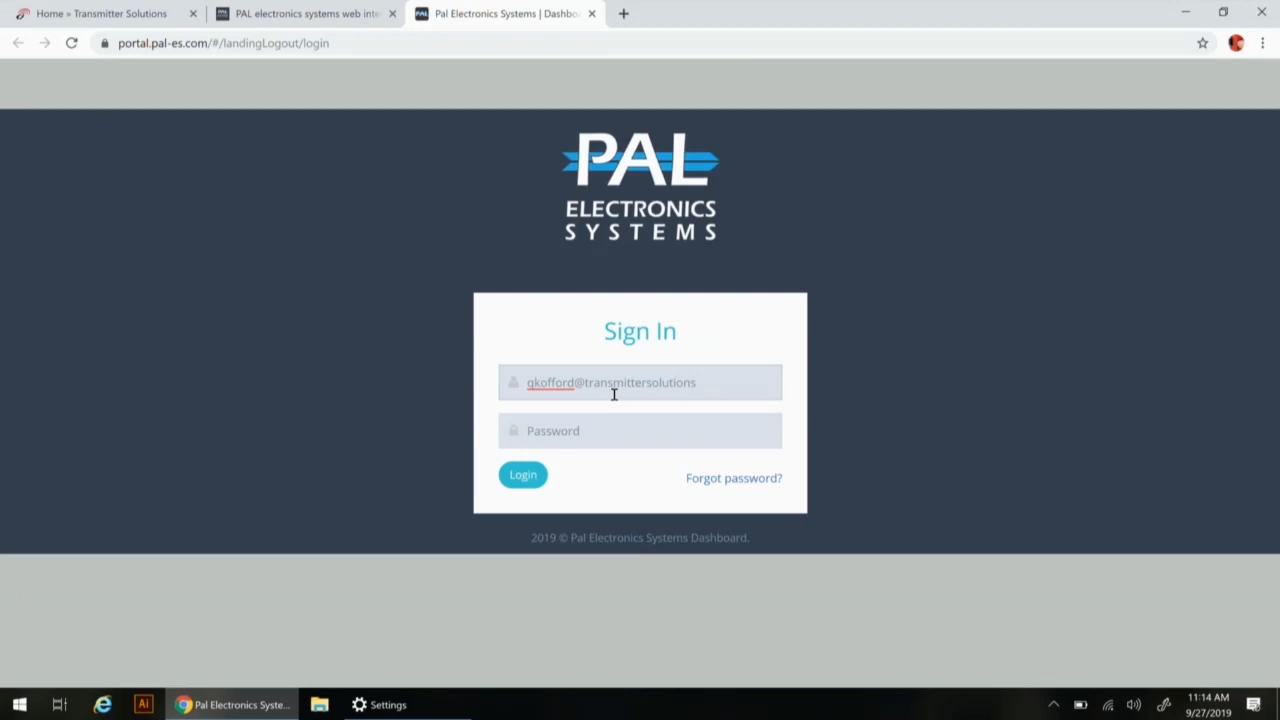 Home » Transmitter Solutions
PAL electronics systems web inte
Pal Electronics Systems | Dashbo
portal.pal-es.com/#/landingLogout/login
PAL
ELECTRONICS
SYSTEMS
Sign In
gkofford@transmittersolutions
Password
Login
Forgot password?
2019 © Pal Electronics Systems Dashboard.
Ai
Pal Electronics Syste...
Settings
11:14 AM
9/27/2019